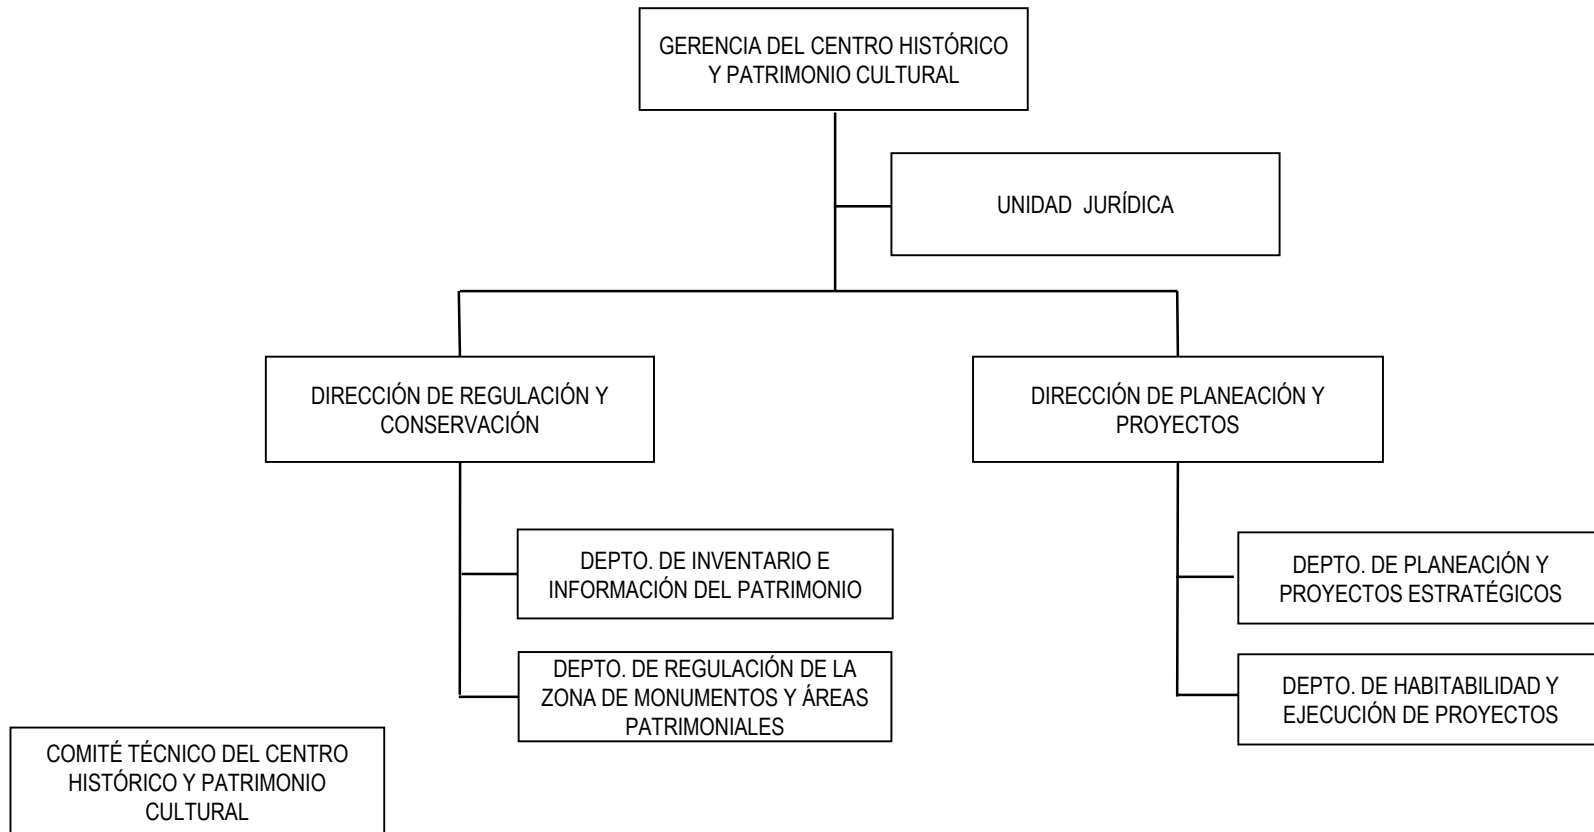 GERENCIA DEL CENTRO HISTÓRICO
Y PATRIMONIO CULTURAL
UNIDAD JURÍDICA
DIRECCIÓN DE REGULACIÓN Y
CONSERVACIÓN
DIRECCIÓN DE PLANEACIÓN Y
PROYECTOS
DEPTO. DE INVENTARIO E
INFORMACIÓN DEL PATRIMONIO
DEPTO. DE PLANEACIÓN Y
PROYECTOS ESTRATÉGICOS
DEPTO. DE REGULACIÓN DE LA
ZONA DE MONUMENTOS Y ÁREAS
PATRIMONIALES
DEPTO. DE HABITABILIDAD Y
EJECUCIÓN DE PROYECTOS
COMITÉ TÉCNICO DEL CENTRO
HISTÓRICO Y PATRIMONIO
CULTURAL